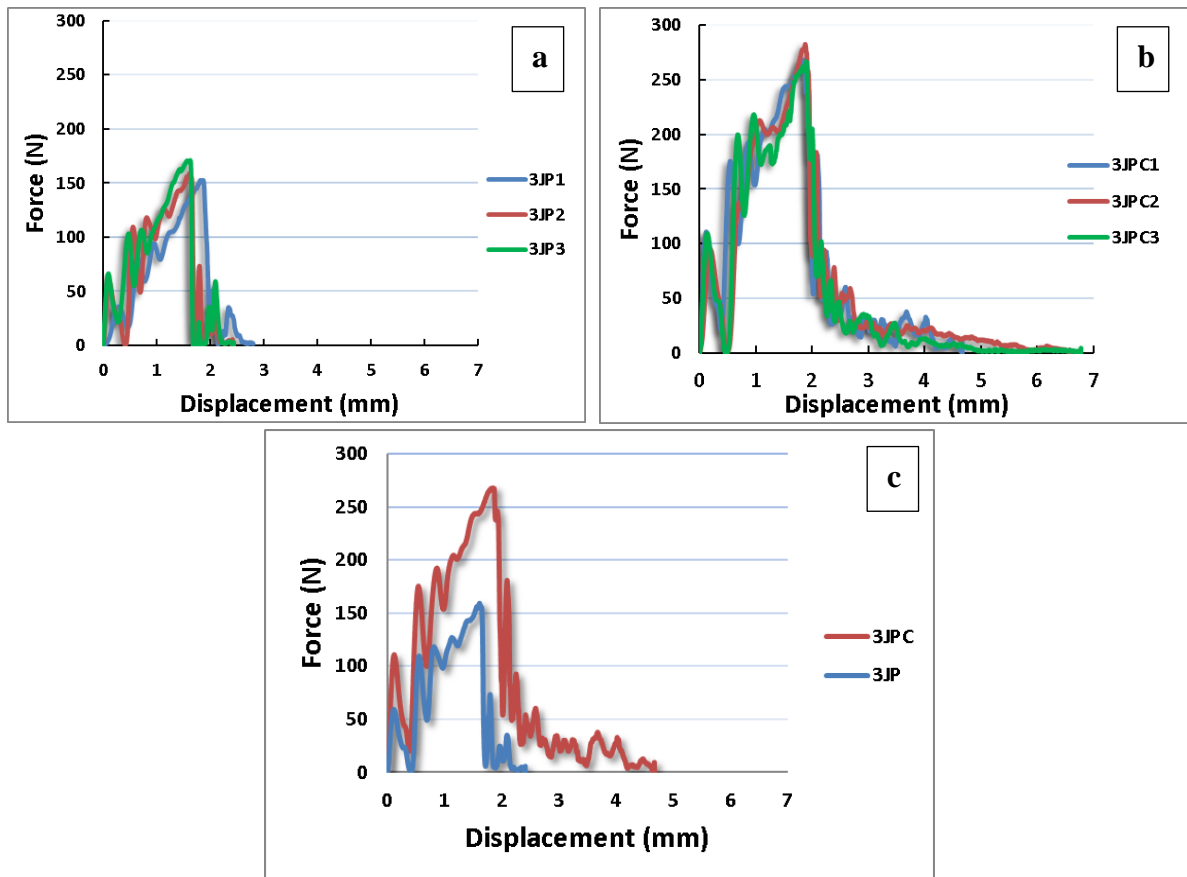 a
300
250
200
150
100
50
0
0 1 2 3 4 5 6 7
Force (N)
Displacement (mm)
3JP1
3JP2
3JP3
b
300
250
200
150
100
50
0
0 1 2 3 4 5 6 7
Force (N)
Displacement (mm)
3JPC1
3JPC2
3JPC3
c
300
250
200
150
100
50
0
0 1 2 3 4 5 6 7
Force (N)
Displacement (mm)
3JPC
3JP